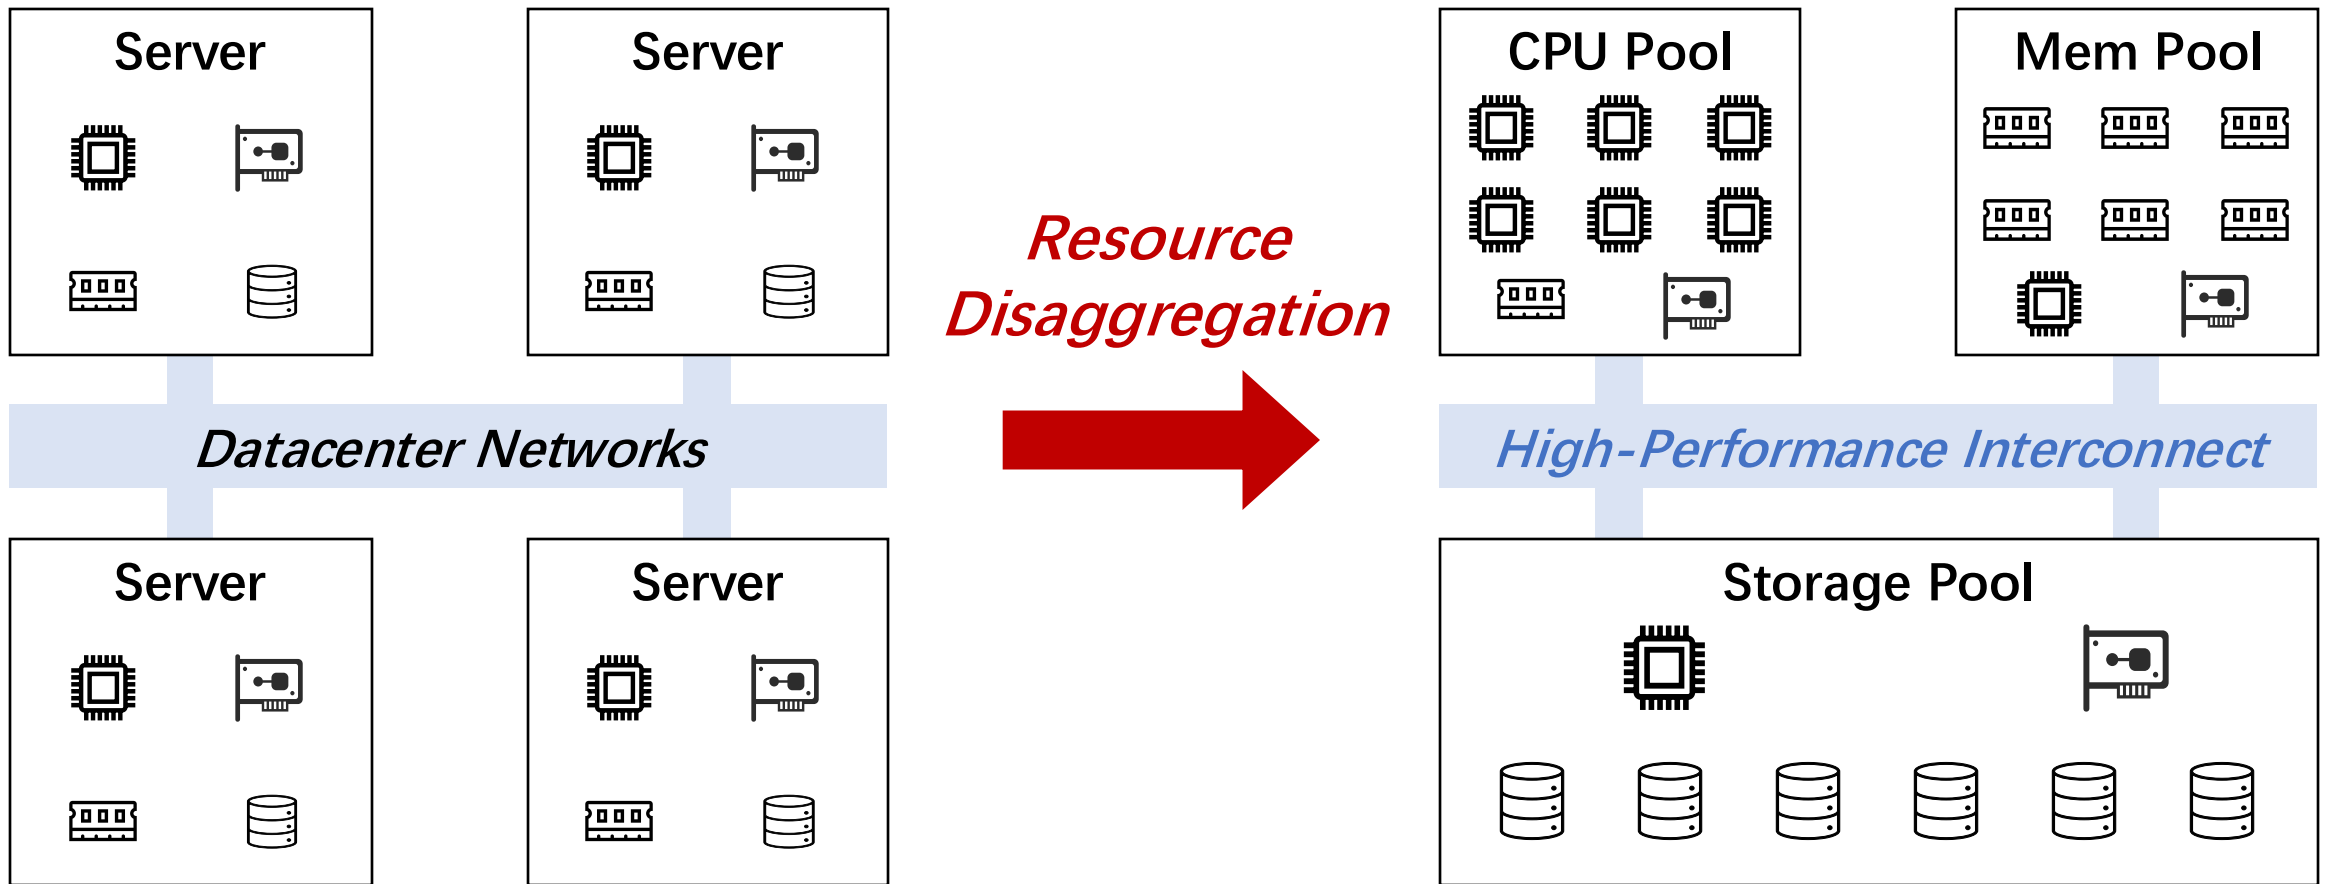 Server
Server
Datacenter Networks
Server
Server
Resource
Disaggregation
CPU Pool
Mem Pool
High-Performance Interconnect
Storage Pool